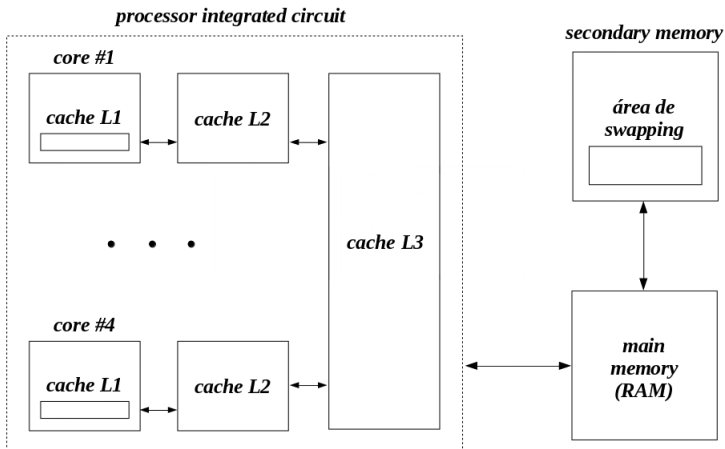 processor integrated circuit
secondary memory
core #1
cache L1
cache L2
área de
swapping
cache L3
core #4
cache L1
cache L2
main
memory
(RAM)